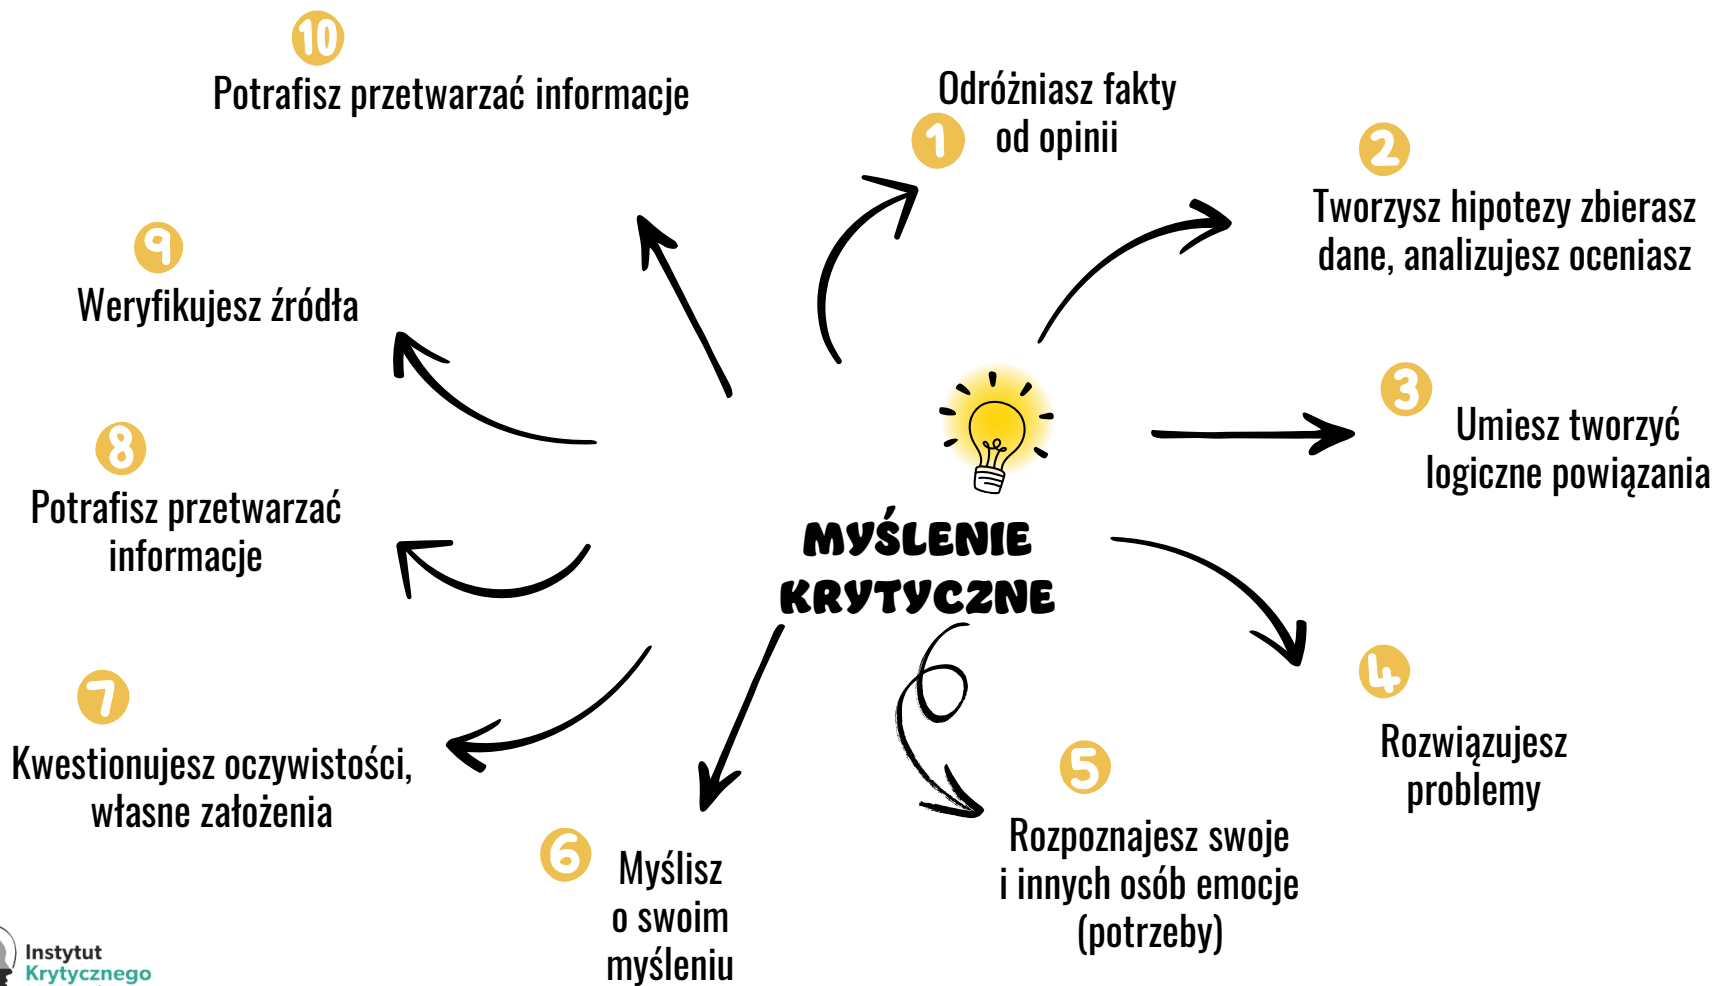 10
Potrafisz przetwarzać informacje
1
Odróżniasz fakty
od opinii
2
Tworzysz hipotezy zbierasz
dane, analizujesz oceniasz
3
Umiesz tworzyć
logiczne powiązania
MYŚLENIE
KRYTYCZNE
4
Rozwiązujesz
problemy
5
Rozpoznajesz swoje
i innych osób emocje
(potrzeby)
6
Myślisz
o swoim
myśleniu
7
Kwestionujesz oczywistości,
własne założenia
8
Potrafisz przetwarzać
informacje
9
Weryfikujesz źródła
Instytut
Krytycznego